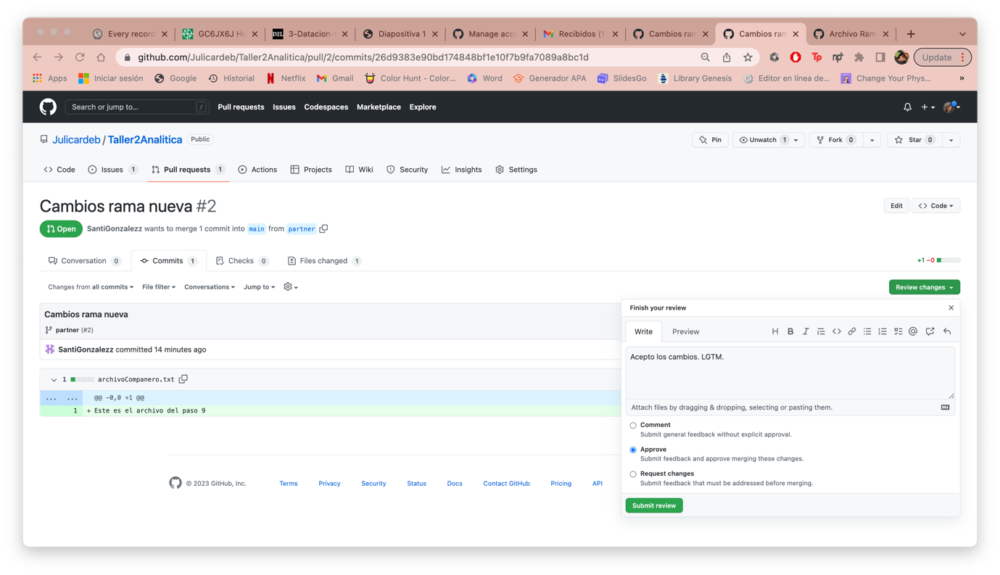 Every record
GC6JX6J Ho
D2L 3-Datacion-
Diapositiva 1
Manage acc
Recibidos (1
Cambios ram
Cambios ram
Archivo Ram
github.com/Julicardeb/Taller2Analitica/pull/2/commits/26d9383e90bd174848bf1e10f7b9fa7089a8bc1d
Update
Apps Iniciar sesión Google Historial Netflix Gmail Color Hunt - Color... Word Generador APA SlidesGo Library Genesis Editor en línea de... Change Your Phys... »
Search or jump to... / Pull requests Issues Codespaces Marketplace Explore
Julicardeb / Taller2Analitica Public
Pin Unwatch 1 Fork 0 Star 0
Code Issues 1 Pull requests 1 Actions Projects Wiki Security Insights Settings
Cambios rama nueva #2
Edit <> Code
Open SantiGonzalezz wants to merge 1 commit into main from partner
Conversation 0 Commits 1 Checks 0 Files changed 1
+1 −0
Changes from all commits File filter Conversations Jump to
Review changes
Cambios rama nueva
partner (#2)
SantiGonzalezz committed 14 minutes ago
1 archivoCompanero.txt
... ... @@ -0,0 +1 @@
1 + Este es el archivo del paso 9
Finish your review
Write Preview
H B I
Acepto los cambios. LGTM.
Attach files by dragging & dropping, selecting or pasting them.
Comment
Submit general feedback without explicit approval.
Approve
Submit feedback and approve merging these changes.
Request changes
Submit feedback that must be addressed before merging.
Submit review
© 2023 GitHub, Inc. Terms Privacy Security Status Docs Contact GitHub Pricing API